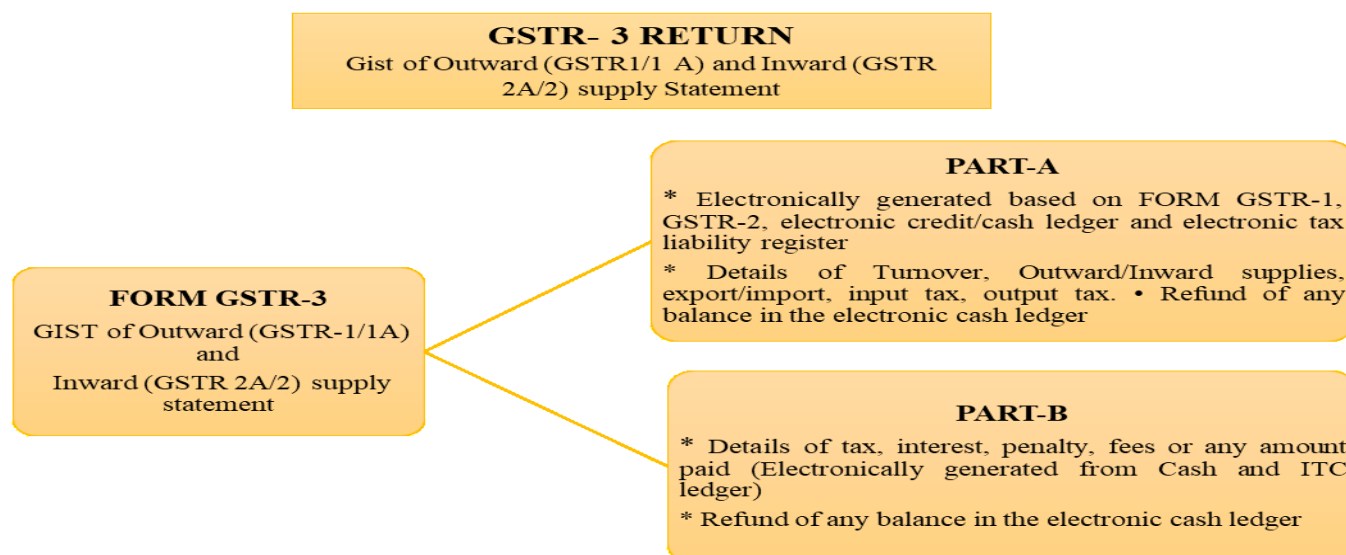 GSTR- 3 RETURN
Gist of Outward (GSTR1/1 A) and Inward (GSTR
2A/2) supply Statement
FORM GSTR-3
GIST of Outward (GSTR-1/1A)
and
Inward (GSTR 2A/2) supply
statement
PART-A
* Electronically generated based on FORM GSTR-1,
GSTR-2, electronic credit/cash ledger and electronic tax
liability register
* Details of Turnover, Outward/Inward supplies,
export/import, input tax, output tax. • Refund of any
balance in the electronic cash ledger
PART-B
* Details of tax, interest, penalty, fees or any amount
paid (Electronically generated from Cash and ITC
ledger)
* Refund of any balance in the electronic cash ledger